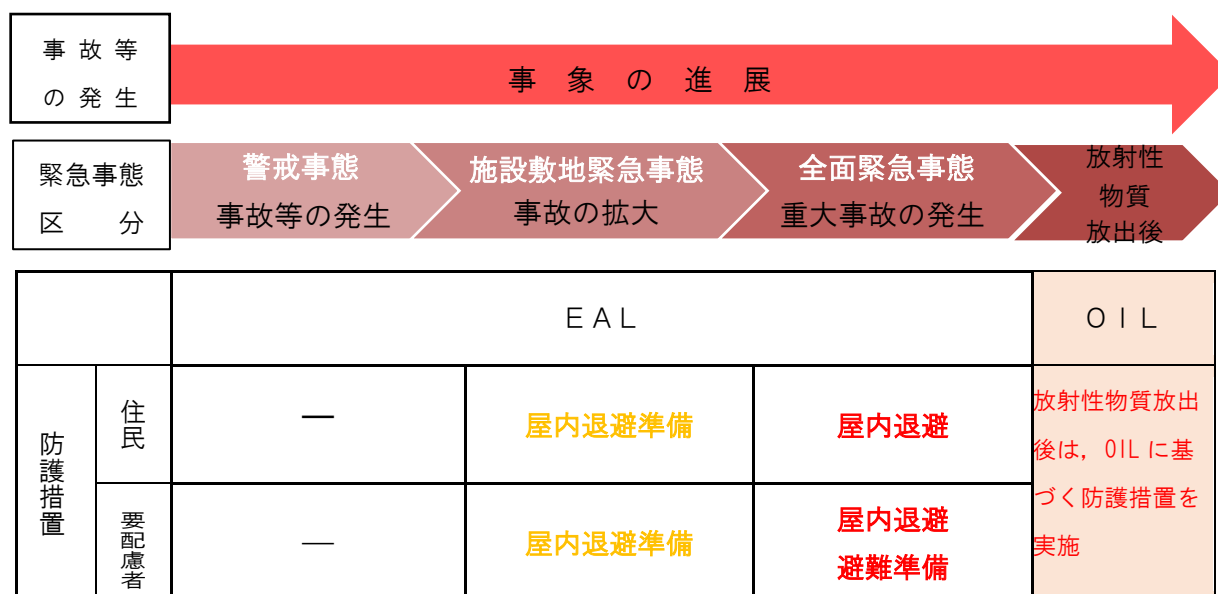 事故等
の発生
事象の進展
緊急事態
区分
警戒事態
事故等の発生
施設敷地緊急事態
事故の拡大
全面緊急事態
重大事故の発生
放射性
物質
放出後
EAL
OIL
防護措置
住民
―
屋内退避準備
屋内退避
放射性物質放出
後は，OILに基
づく防護措置を
実施
要配慮者
―
屋内退避準備
屋内退避
避難準備